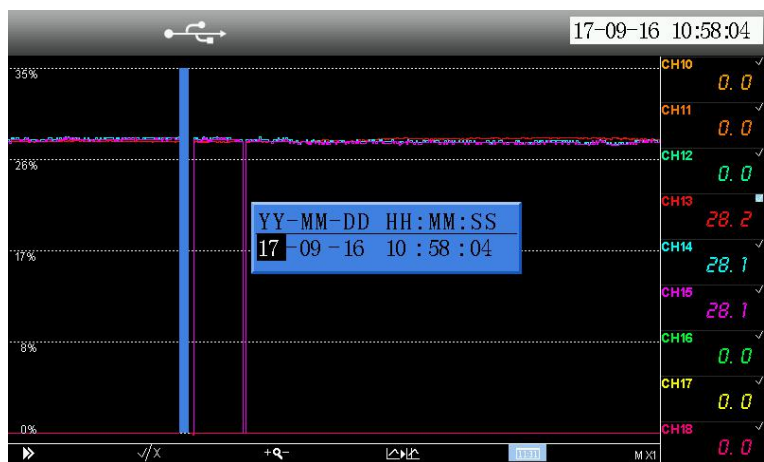 17-09-16 10:58:04
35%
26%
17%
8%
0%
YY-MM-DD HH:MM:SS
17-09-16 10:58:04
CH10
0.0
CH11
0.0
CH12
0.0
CH13
28.2
CH14
28.1
CH15
28.1
CH16
0.0
CH17
0.0
CH18
0.0
√/X
+ -
M X1